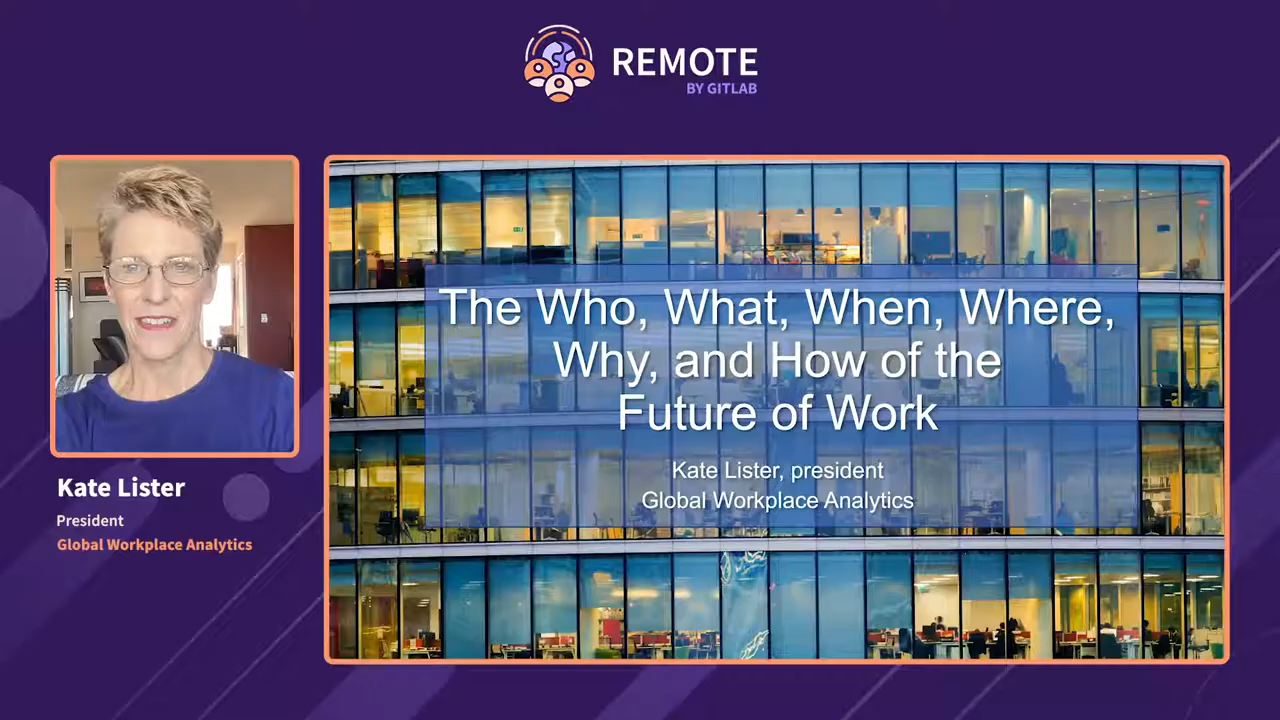 REMOTE
BY GITLAB
The Who, What, When, Where,
Why, and How of the
Future of Work
Kate Lister, president
Global Workplace Analytics
Kate Lister
President
Global Workplace Analytics